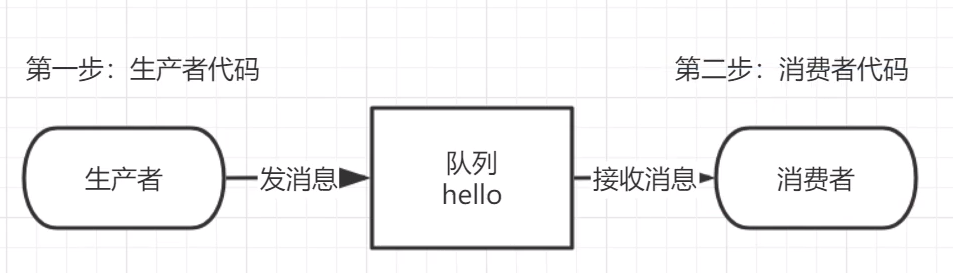 第一步：生产者代码
第二步：消费者代码
生产者
发消息
队列
hello
接收消息
消费者